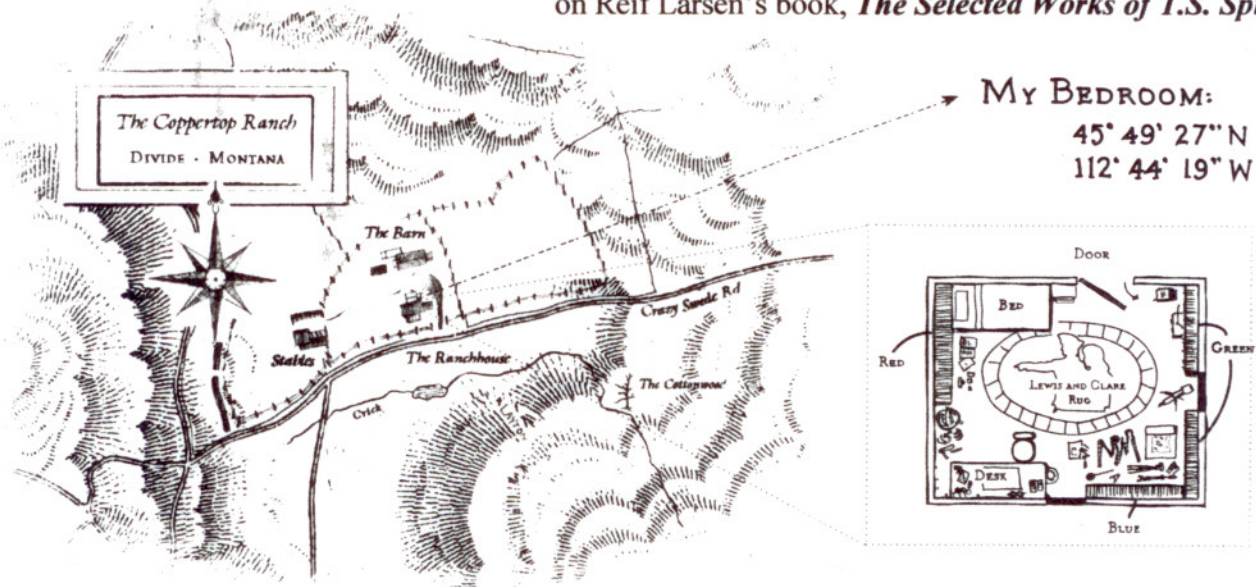 on Reif Larsen's book, The Selected Works of T.S.
The Coppertop Ranch
DIVIDE · MONTANA
MY BEDROOM:
45° 49' 27" N
112° 44' 19" W
The Barn
Crazy Swede Rd
Stables
The Ranchhouse
The Cottonwood
Crick
DOOR
BED
RED
GREEN
LEWIS AND CLARK
RUG
DESK
BLUE